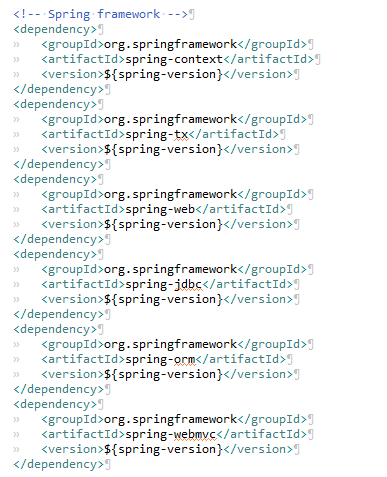 <!-- Spring framework -->
<dependency>
<groupId>org.springframework</groupId>
<artifactId>spring-context</artifactId>
<version>${spring-version}</version>
</dependency>
<dependency>
<groupId>org.springframework</groupId>
<artifactId>spring-tx</artifactId>
<version>${spring-version}</version>
</dependency>
<dependency>
<groupId>org.springframework</groupId>
<artifactId>spring-web</artifactId>
<version>${spring-version}</version>
</dependency>
<dependency>
<groupId>org.springframework</groupId>
<artifactId>spring-jdbc</artifactId>
<version>${spring-version}</version>
</dependency>
<dependency>
<groupId>org.springframework</groupId>
<artifactId>spring-orm</artifactId>
<version>${spring-version}</version>
</dependency>
<dependency>
<groupId>org.springframework</groupId>
<artifactId>spring-webmvc</artifactId>
<version>${spring-version}</version>
</dependency>